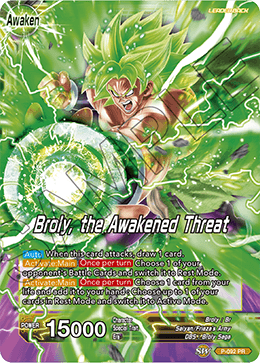 LEADER BACK
Awaken
Broly, the Awakened Threat
Auto When this card attacks, draw 1 card.
Activate:Main Once per turn Choose 1 of your
opponent's Battle Cards and switch it to Rest Mode.
Activate:Main Once per turn Choose 1 card from your
life and add it to your hand : Choose up to 1 of your
cards in Rest Mode and switch it to Active Mode.
POWER 15000
Character Broly : Br
Special Trait Saiyan/Frieza's Army
Era Broly Saga
P-092 PR